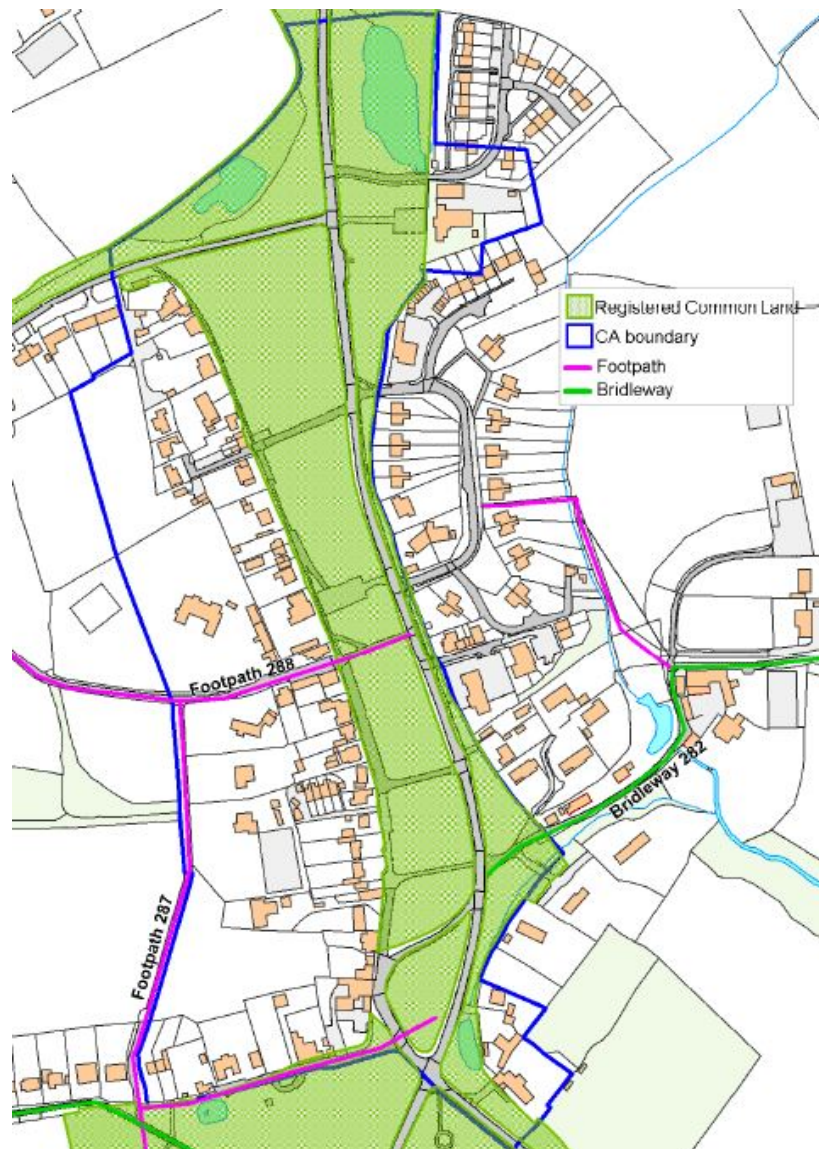 Registered Common Land
CA boundary
Footpath
Bridleway
Footpath 288
Bridleway 282
Footpath 287